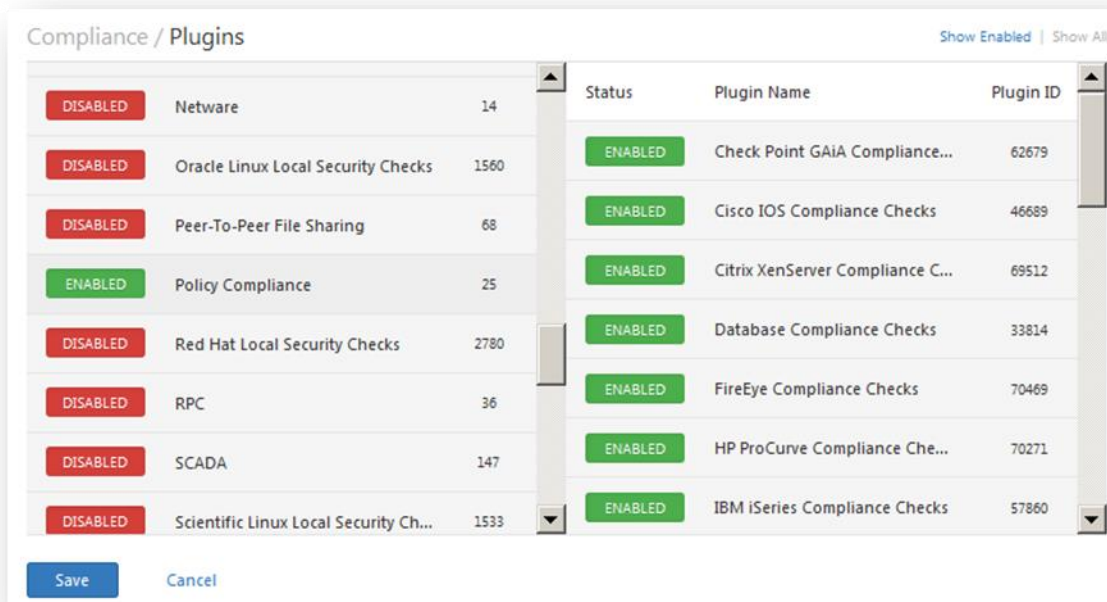 Compliance / Plugins
Show Enabled | Show All
DISABLED Netware 14
DISABLED Oracle Linux Local Security Checks 1560
DISABLED Peer-To-Peer File Sharing 68
ENABLED Policy Compliance 25
DISABLED Red Hat Local Security Checks 2780
DISABLED RPC 36
DISABLED SCADA 147
DISABLED Scientific Linux Local Security Ch... 1533
Status Plugin Name Plugin ID
ENABLED Check Point GAiA Compliance... 62679
ENABLED Cisco IOS Compliance Checks 46689
ENABLED Citrix XenServer Compliance C... 69512
ENABLED Database Compliance Checks 33814
ENABLED FireEye Compliance Checks 70469
ENABLED HP ProCurve Compliance Che... 70271
ENABLED IBM iSeries Compliance Checks 57860
Save Cancel